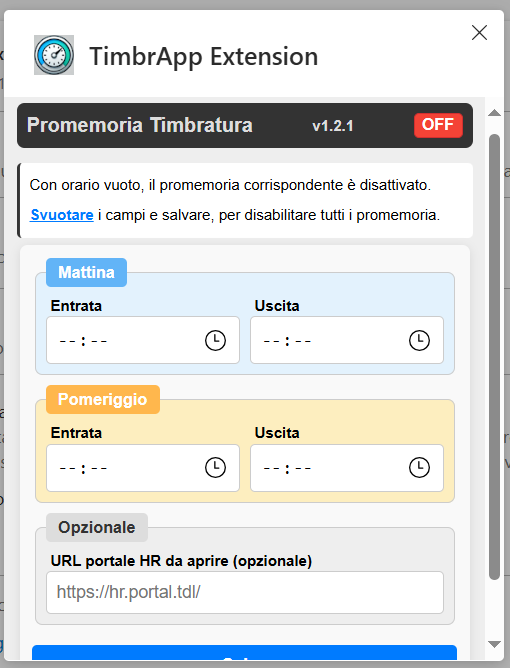 TimbrApp Extension
Promemoria Timbratura v1.2.1 OFF
Con orario vuoto, il promemoria corrispondente è disattivato.
Svuotare i campi e salvare, per disabilitare tutti i promemoria.
Mattina
Entrata Uscita
--:-- --:--
Pomeriggio
Entrata Uscita
--:-- --:--
Opzionale
URL portale HR da aprire (opzionale)
https://hr.portal.tdl/